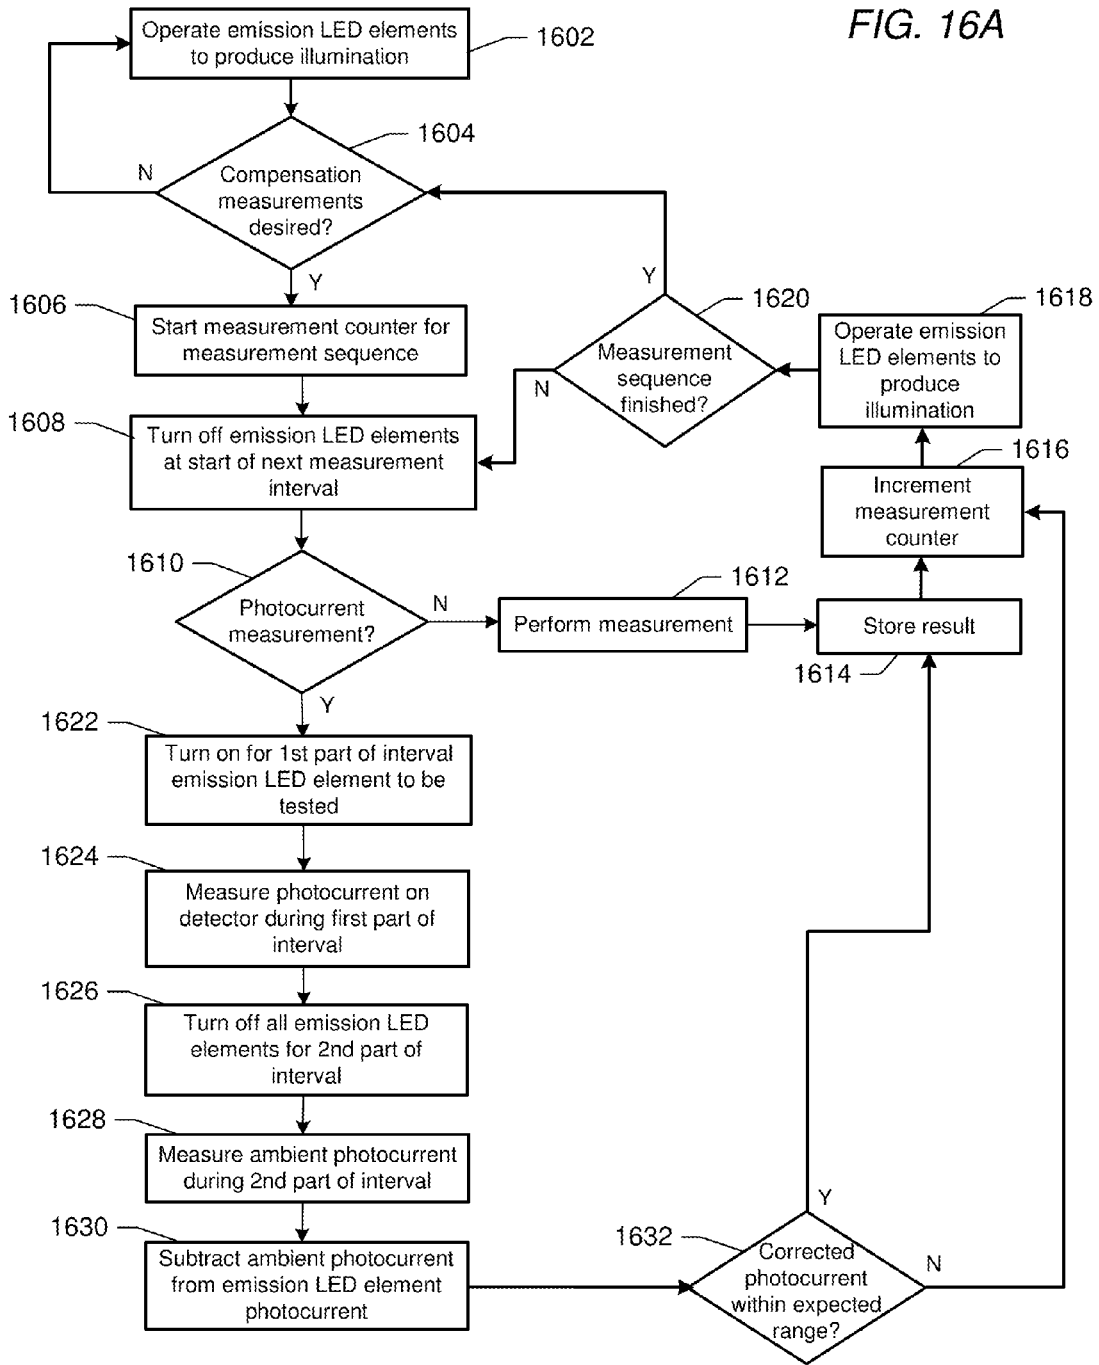 FIG. 16A
Operate emission LED elements
to produce illumination
1602
1604
N
Compensation
measurements
desired?
Y
1606
Start measurement counter for
measurement sequence
1608
Turn off emission LED elements
at start of next measurement
interval
Y
1620
Measurement
sequence
finished?
N
1618
Operate emission
LED elements to
produce
illumination
1616
Increment
measurement
counter
1610
Photocurrent
measurement?
N
Y
1612
Perform measurement
Store result
1614
1622
Turn on for 1st part of interval
emission LED element to be
tested
1624
Measure photocurrent on
detector during first part of
interval
1626
Turn off all emission LED
elements for 2nd part of
interval
1628
Measure ambient photocurrent
during 2nd part of interval
1630
Subtract ambient photocurrent
from emission LED element
photocurrent
1632
Y
Corrected
photocurrent
within expected
range?
N